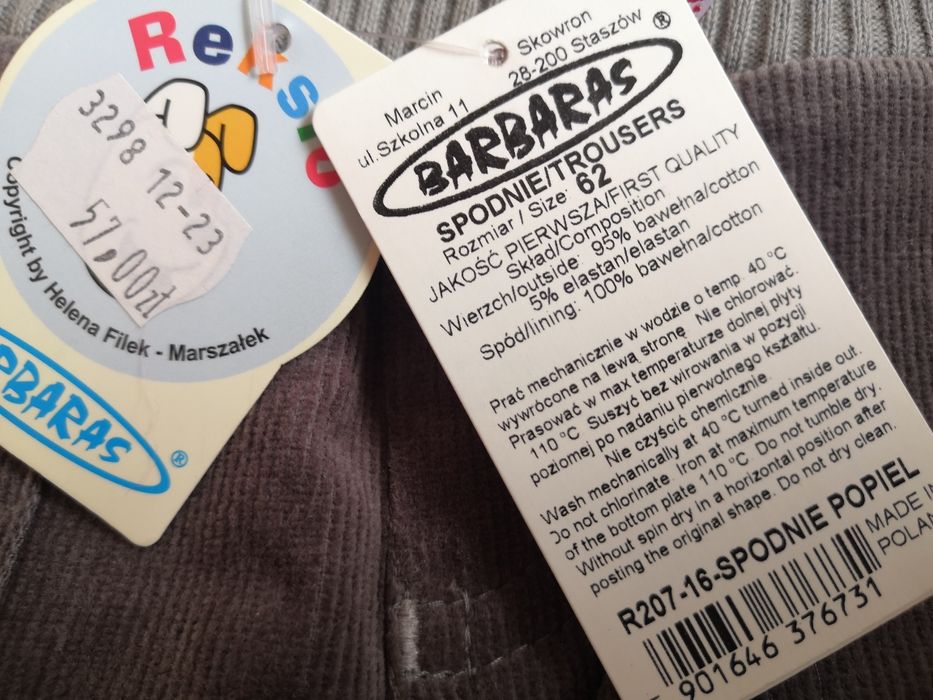 Reksio
3298 12-23
57,00zł
Copyright by Helena Filek - Marszałek
BARBARAS ®
Marcin Skowron
ul. Szkolna 11 28-200 Staszów
BARBARAS ®
SPODNIE/TROUSERS
Rozmiar / Size: 62
JAKOŚĆ PIERWSZA/FIRST QUALITY
Skład/Composition
Wierzch/outside: 95% bawełna/cotton
5% elastan/elastan
Spód/lining: 100% bawełna/cotton
Prać mechanicznie w wodzie o temp. 40 °C
wywrócone na lewą stronę. Nie chlorować.
Prasować w max temperaturze dolnej płyty
110 °C. Suszyć bez wirowania w pozycji
poziomej po nadaniu pierwotnego kształtu.
Nie czyścić chemicznie.
Wash mechanically at 40 °C turned inside out.
Do not chlorinate. Iron at maximum temperature
of the bottom plate 110 °C. Do not tumble dry.
Without spin dry in a horizontal position after
posting the original shape. Do not dry clean.
R207-16-SPODNIE POPIEL
MADE IN
POLAN
901646 376731